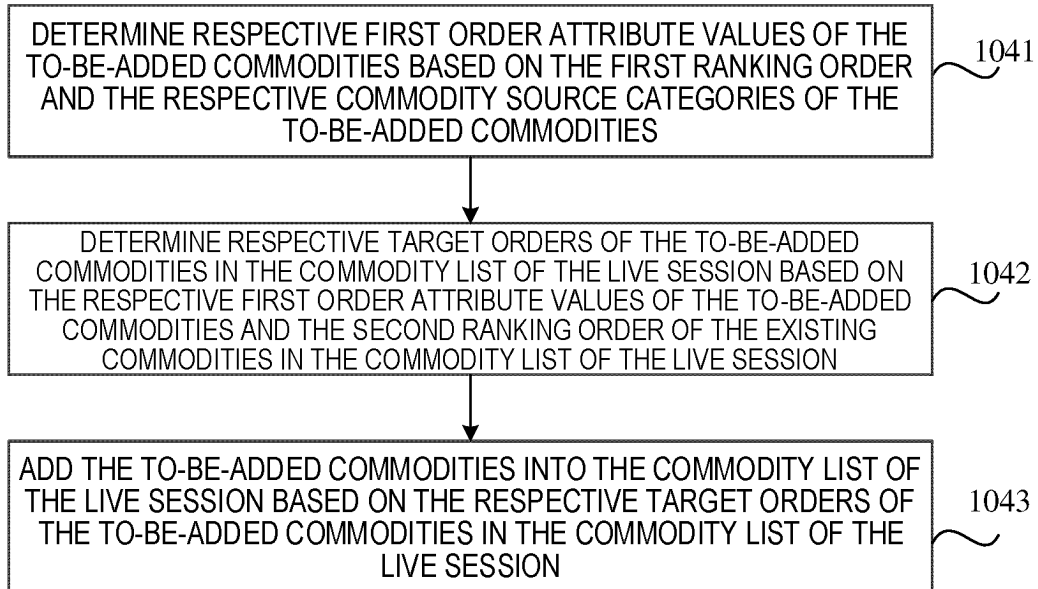 DETERMINE RESPECTIVE FIRST ORDER ATTRIBUTE VALUES OF THE
TO-BE-ADDED COMMODITIES BASED ON THE FIRST RANKING ORDER
AND THE RESPECTIVE COMMODITY SOURCE CATEGORIES OF THE
TO-BE-ADDED COMMODITIES
1041
DETERMINE RESPECTIVE TARGET ORDERS OF THE TO-BE-ADDED
COMMODITIES IN THE COMMODITY LIST OF THE LIVE SESSION BASED ON
THE RESPECTIVE FIRST ORDER ATTRIBUTE VALUES OF THE TO-BE-ADDED
COMMODITIES AND THE SECOND RANKING ORDER OF THE EXISTING
COMMODITIES IN THE COMMODITY LIST OF THE LIVE SESSION
1042
ADD THE TO-BE-ADDED COMMODITIES INTO THE COMMODITY LIST OF
THE LIVE SESSION BASED ON THE RESPECTIVE TARGET ORDERS OF
THE TO-BE-ADDED COMMODITIES IN THE COMMODITY LIST OF THE
LIVE SESSION
1043